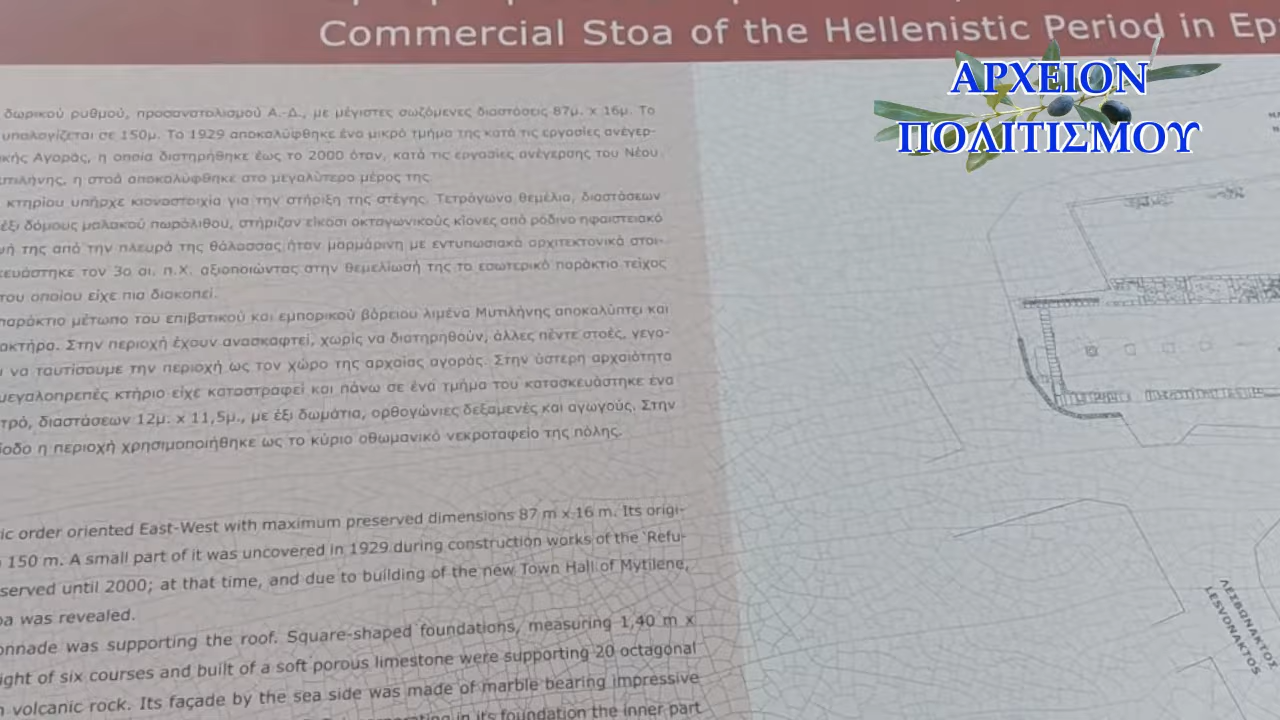 Commercial Stoa of the Hellenistic Period in Ep
ΑΡΧΕΙΟΝ
ΠΟΛΙΤΙΣΜΟΥ
δωρικού ρυθμού, προσανατολισμού Α.-Δ., με μέγιστες σωζόμενες διαστάσεις 87μ. x 16μ. Το
υπολογίζεται σε 150μ. Το 1929 αποκαλύφθηκε ένα μικρό τμήμα της κατά τις εργασίες ανέγερ-
κής Αγοράς, η οποία διατηρήθηκε έως το 2000 όταν, κατά τις εργασίες ανέγερσης του Νέου
υτιλήνης, η στοά αποκαλύφθηκε στο μεγαλύτερο μέρος της
κτηρίου υπήρχε κιονοστοιχία για την στήριξη της στέγης. Τετράγωνα θεμέλια, διαστάσεων
έξι δόμους μαλακού πωρόλιθου, στήριζαν είκοσι οκταγωνικούς κίονες από ρόδινο ηφαιστειακό
ψή της από την πλευρά της θάλασσας ήταν μαρμάρινη με εντυπωσιακά αρχιτεκτονικά στοι-
κευάστηκε τον 3ο αι. π.Χ. αξιοποιώντας στην θεμελίωσή της το εσωτερικό παράκτιο τείχος
του οποίου είχε πια διακοπεί.
παράκτιο μέτωπο του επιβατικού και εμπορικού βόρειου λιμένα Μυτιλήνης αποκαλύπτει και
ακτήρα. Στην περιοχή έχουν ανασκαφτεί, χωρίς να διατηρηθούν, άλλες πέντε στοές, γεγο-
να ταυτίσουμε την περιοχή ως τον χώρο της αρχαίας αγοράς. Στην ύστερη αρχαιότητα
μεγαλοπρεπές κτήριο είχε καταστραφεί και πάνω σε ένα τμήμα του κατασκευάστηκε ένα
τρό, διαστάσεων 12μ. x 11,5μ., με έξι δωμάτια, ορθογώνιες δεξαμενές και αγωγούς. Στην
ίοδο η περιοχή χρησιμοποιήθηκε ως το κύριο οθωμανικό νεκροταφείο της πόλης.
ic order oriented East-West with maximum preserved dimensions 87 m x 16 m. Its origi-
150 m. A small part of it was uncovered in 1929 during construction works of the 'Refu-
served until 2000; at that time, and due to building of the new Town Hall of Mytilene,
oa was revealed.
onnade was supporting the roof. Square-shaped foundations, measuring 1,40 m x
ight of six courses and built of a soft porous limestone were supporting 20 octagonal
volcanic rock. Its façade by the sea side was made of marble bearing impressive
in its foundation the inner part
ΛΕΣΒΩΝΑΚΤΟΣ
LESVONAKTOS